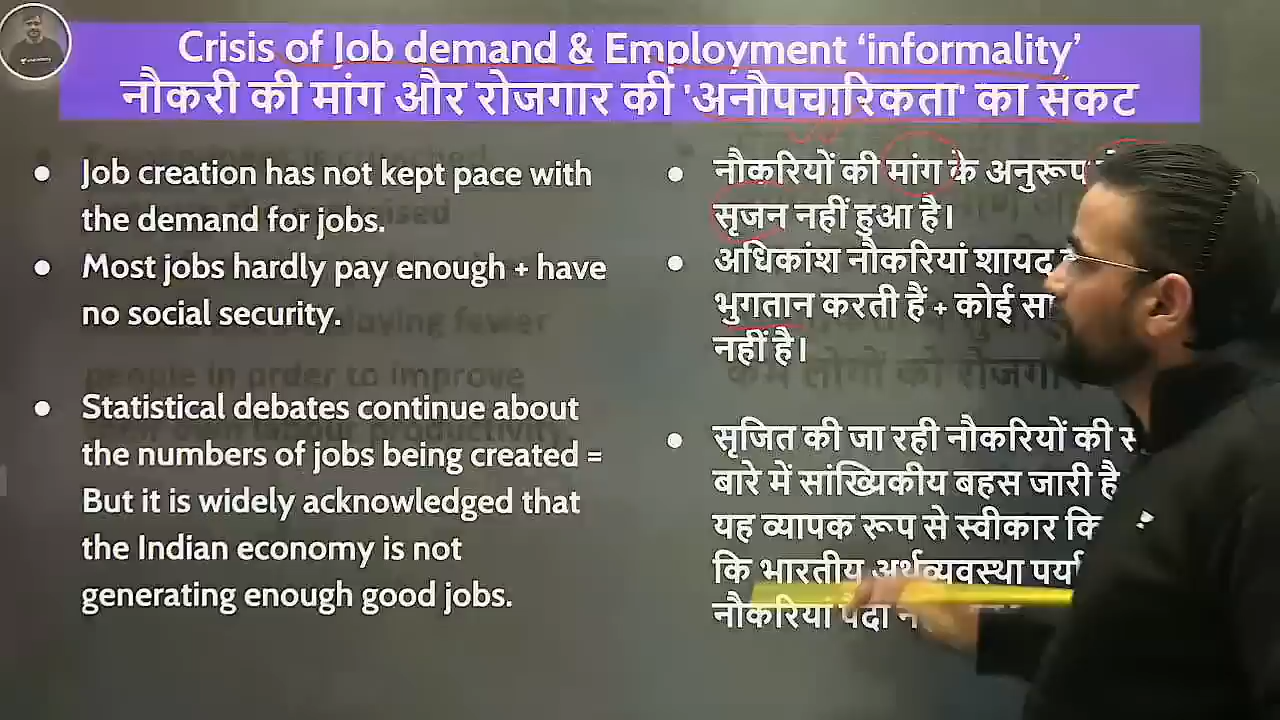 Crisis of Job demand & Employment ‘informality’
नौकरी की मांग और रोजगार की 'अनौपचारिकता' का संकट
● Job creation has not kept pace with
the demand for jobs.
● Most jobs hardly pay enough + have
no social security.
● Statistical debates continue about
the numbers of jobs being created =
But it is widely acknowledged that
the Indian economy is not
generating enough good jobs.
● नौकरियों की मांग के अनुरूप
सृजन नहीं हुआ है।
● अधिकांश नौकरियां शायद
भुगतान करती हैं + कोई
नहीं है।
● सृजित की जा रही नौकरियों की
बारे में सांख्यिकीय बहस जारी है
यह व्यापक रूप से स्वीकार
कि भारतीय अर्थव्यवस्था
नौकरियां पैदा